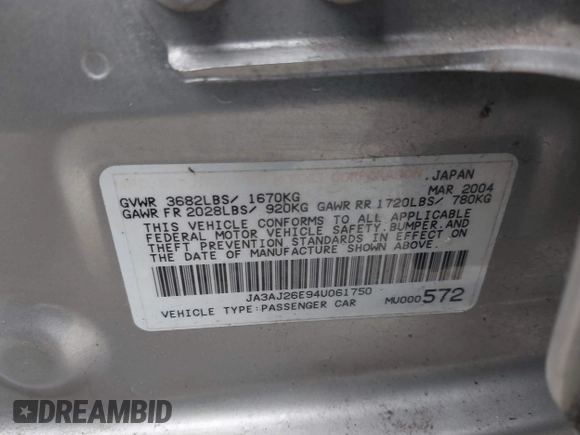 CORPORATION, JAPAN
MAR 2004
GVWR 3682LBS/ 1670KG
GAWR FR 2028LBS/ 920KG GAWR RR 1720LBS/ 780KG
THIS VEHICLE CONFORMS TO ALL APPLICABLE
FEDERAL MOTOR VEHICLE SAFETY,BUMPER,AND
THEFT PREVENTION STANDARDS IN EFFECT ON
THE DATE OF MANUFACTURE SHOWN ABOVE.
JA3AJ26E94U061750
VEHICLE TYPE:PASSENGER CAR MU000572
DREAMBID